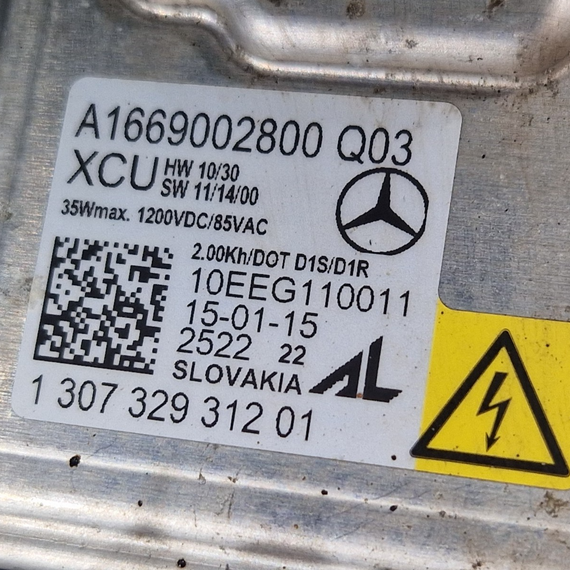 A1669002800 Q03
XCU HW 10/30
SW 11/14/00
35Wmax. 1200VDC/85VAC
2.00Kh/DOT D1S/D1R
10EEG110011
15-01-15
2522 22
SLOVAKIA AL
1 307 329 312 01